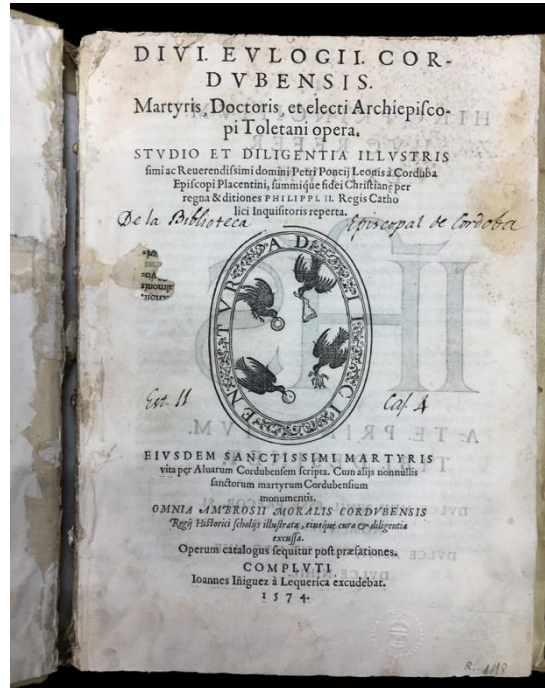 DIVI. EVLOGII. COR-
DVBENSIS.
Martyris, Doctoris, et electi Archiepiſco-
pi Toletani opera.
STVDIO ET DILIGENTIA ILLVSTRIS
ſimi ac Reuerendiſsimi domini Petri Poncij Leonis à Corduba
Epiſcopi Placentini, ſummique fidei Chriſtianę per
regna & ditiones PHILIPPI. II. Regis Catho
lici Inquiſitoris reperta.
De la Biblioteca Episcopal de Cordoba
Est. 11 Caj. 4
EIVSDEM SANCTISSIMI MARTYRIS
vita per Aluarum Cordubenſem ſcripta. Cum alijs nonnullis
ſanctorum martyrum Cordubenſium
monumentis.
OMNIA AMBROSII MORALIS CORDVBENSIS
Regij Hiſtorici ſcholijs illuſtrata, eiuſque cura & diligentia
excuſſa.
Operum catalogus ſequitur poſt præfationes.
COMPLVTI
Ioannes Iñiguez à Lequerica excudebat.
1574.